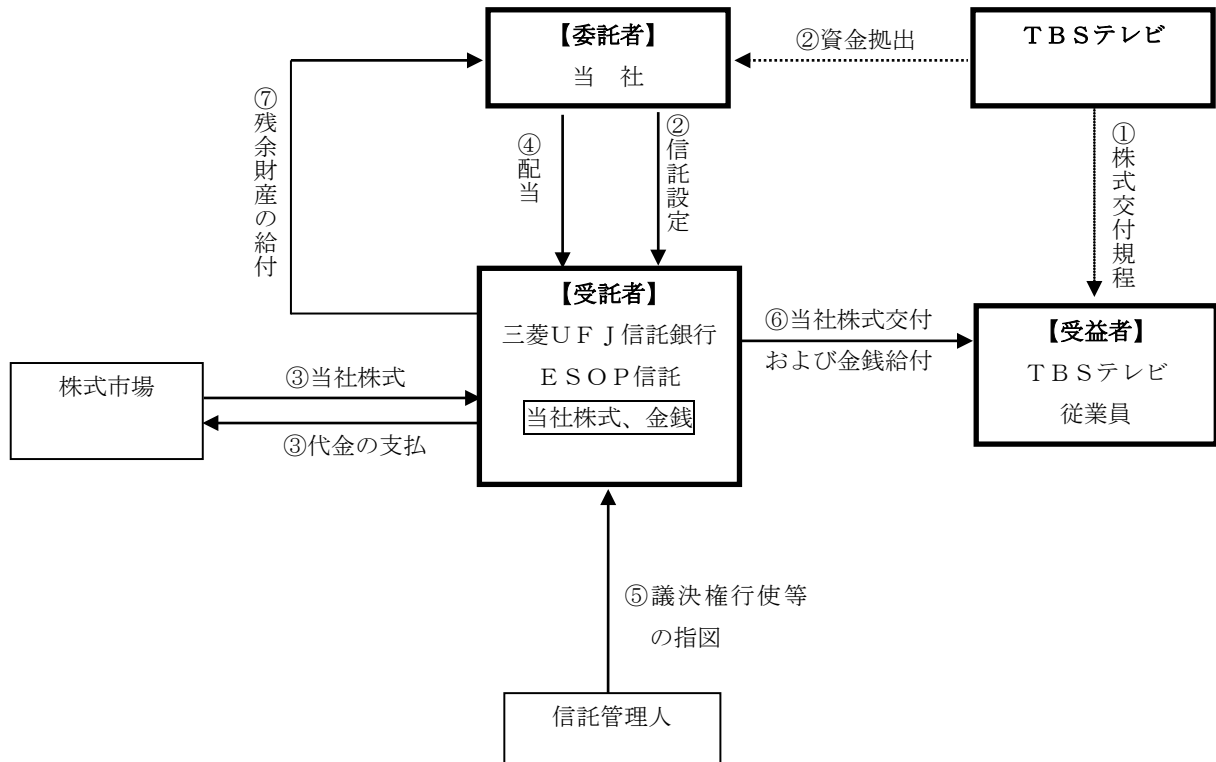 【委託者】
当　社
②資金拠出
ＴＢＳテレビ
⑦残余財産の給付
④配当
②信託設定
①株式交付規程
【受託者】
三菱ＵＦＪ信託銀行
ＥＳＯＰ信託
当社株式、金銭
⑥当社株式交付
および金銭給付
【受益者】
ＴＢＳテレビ
従業員
株式市場
③当社株式
③代金の支払
⑤議決権行使等
の指図
信託管理人